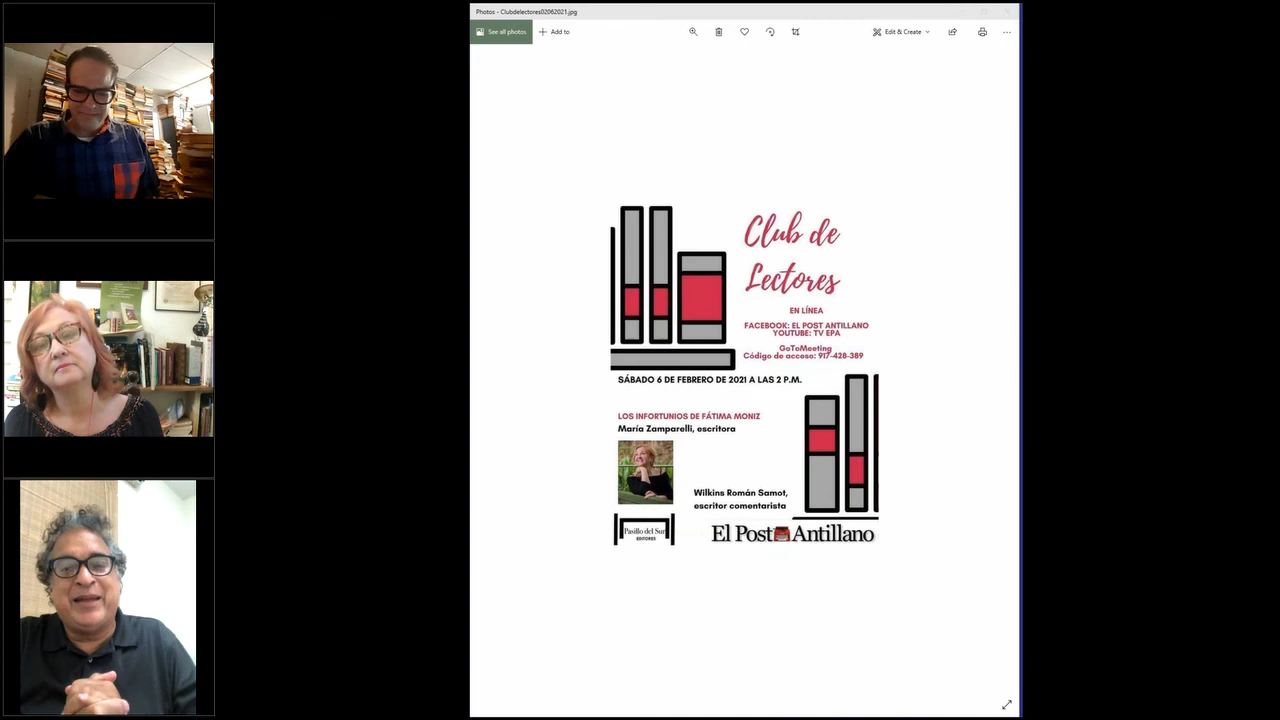 Photos - Clubdelectores02062021.jpg
See all photos
Add to
Edit & Create
Club de
Lectores
EN LÍNEA
FACEBOOK: EL POST ANTILLANO
YOUTUBE: TV EPA
GoToMeeting
Código de acceso: 917-428-389
SÁBADO 6 DE FEBRERO DE 2021 A LAS 2 P.M.
LOS INFORTUNIOS DE FÁTIMA MONIZ
María Zamparelli, escritora
Wilkins Román Samot,
escritor comentarista
Pasillo del Sur
EDITORES
El Post Antillano